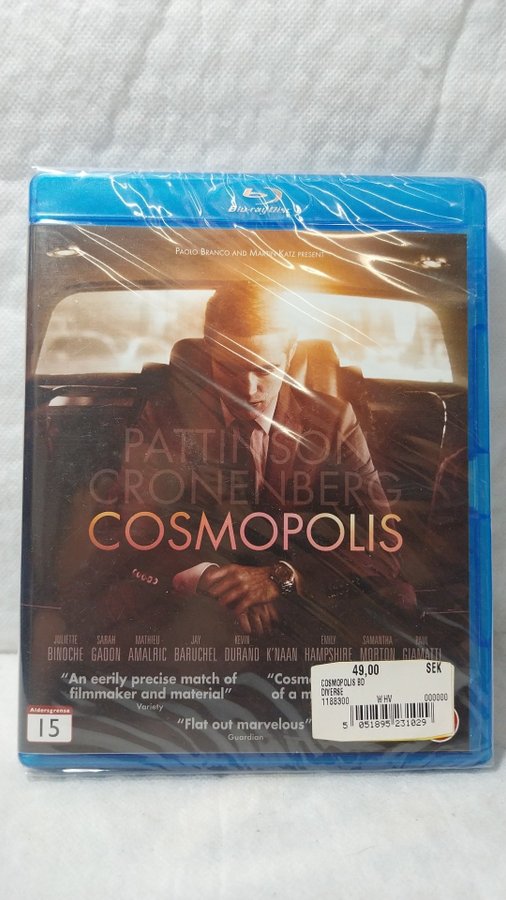 Blu-ray Disc
PAOLO BRANCO AND MARTIN KATZ PRESENT
PATTINSON
CRONENBERG
COSMOPOLIS
JULIETTE BINOCHE
SARAH GADON
MATHIEU AMALRIC
JAY BARUCHEL
KEVIN DURAND
K'NAAN
EMILY HAMPSHIRE
SAMANTHA MORTON
PAUL GIAMATTI
“An eerily precise match of
filmmaker and material”
Variety
“Cosm
of a m
“Flat out marvelous”
Guardian
Aldersgrense
15
49,00 SEK
COSMOPOLIS BD
DIVERSE
1188300 HV 000000
5 051895 231029